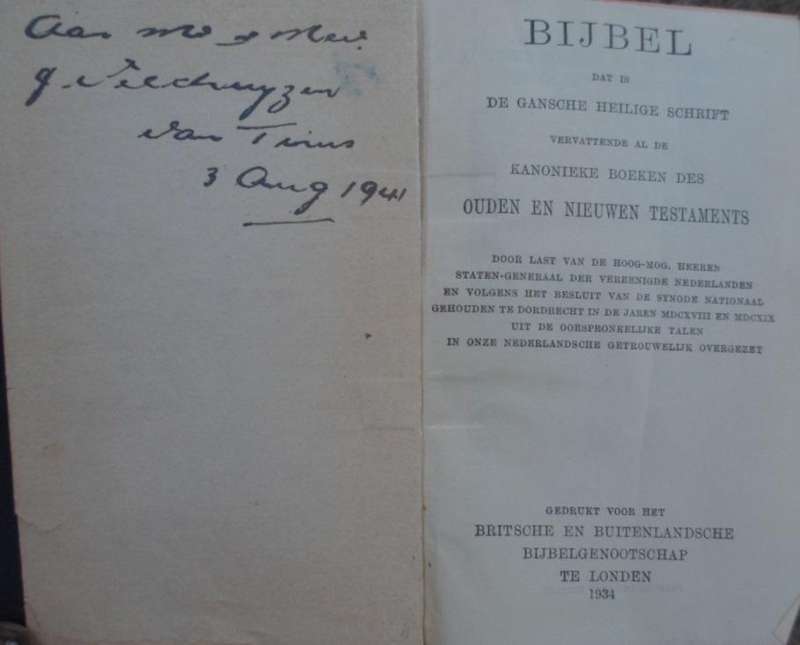 Aan Mr & Mev.
G. Veldhuyzen
van Tinus
3 Aug 1941
BIJBEL
DAT IS
DE GANSCHE HEILIGE SCHRIFT
VERVATTENDE AL DE
KANONIEKE BOEKEN DES
OUDEN EN NIEUWEN TESTAMENTS
DOOR LAST VAN DE HOOG-MOG. HEEREN
STATEN-GENERAAL DER VEREENIGDE NEDERLANDEN
EN VOLGENS HET BESLUIT VAN DE SYNODE NATIONAAL
GEHOUDEN TE DORDRECHT IN DE JAREN MDCXVIII EN MDCXIX
UIT DE OORSPRONKELIJKE TALEN
IN ONZE NEDERLANDSCHE GETROUWELIJK OVERGEZET
GEDRUKT VOOR HET
BRITSCHE EN BUITENLANDSCHE
BIJBELGENOOTSCHAP
TE LONDEN
1934